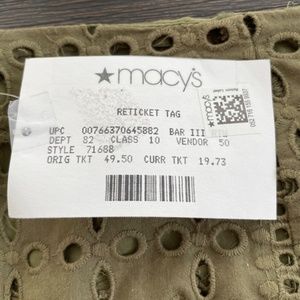 ★macy's
RETICKET TAG
UPC 00766370645882 BAR III
DEPT 82 CLASS 10 VENDOR 50
STYLE 71688
ORIG TKT 49.50 CURR TKT 19.73